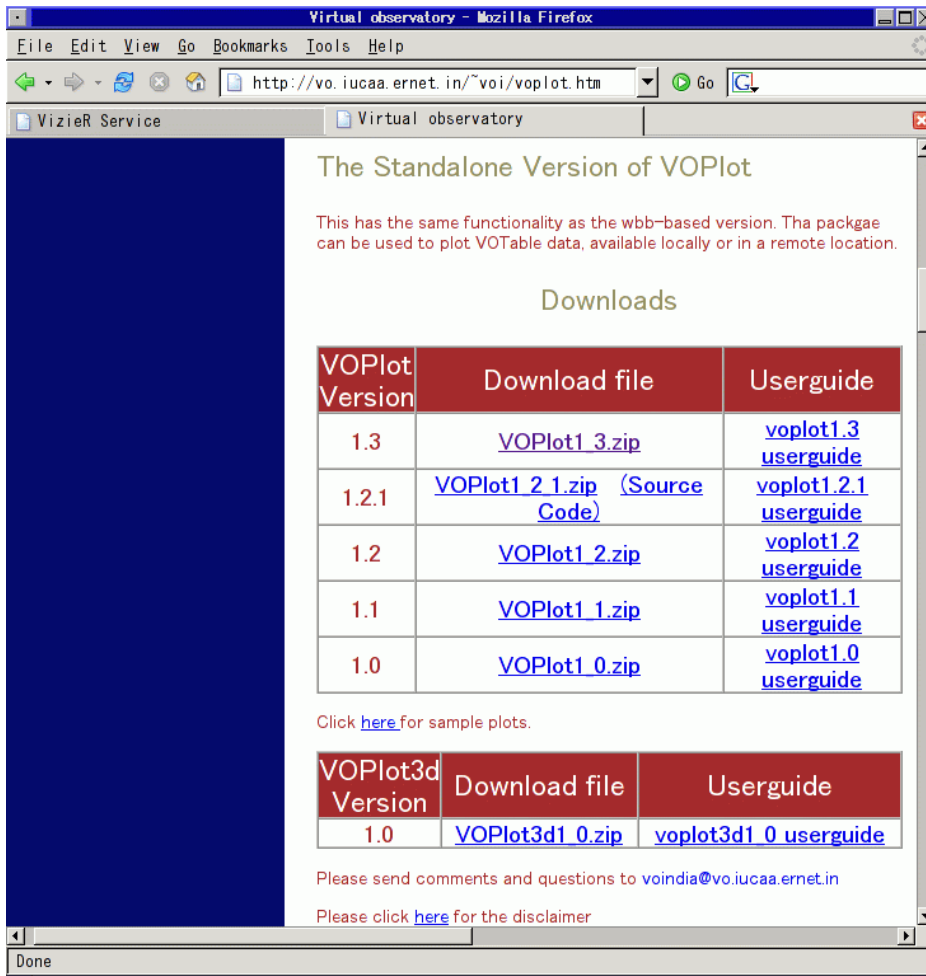 Virtual observatory - Mozilla Firefox
File Edit View Go Bookmarks Tools Help
http://vo.iucaa.ernet.in/~voi/voplot.htm Go G
VizieR Service Virtual observatory
The Standalone Version of VOPlot
This has the same functionality as the wbb-based version. Tha packgae
can be used to plot VOTable data, available locally or in a remote location.
Downloads
VOPlot Version Download file Userguide
1.3 VOPlot1_3.zip voplot1.3 userguide
1.2.1 VOPlot1_2_1.zip (Source Code) voplot1.2.1 userguide
1.2 VOPlot1_2.zip voplot1.2 userguide
1.1 VOPlot1_1.zip voplot1.1 userguide
1.0 VOPlot1_0.zip voplot1.0 userguide
Click here for sample plots.
VOPlot3d Version Download file Userguide
1.0 VOPlot3d1_0.zip voplot3d1_0 userguide
Please send comments and questions to voindia@vo.iucaa.ernet.in
Please click here for the disclaimer
Done